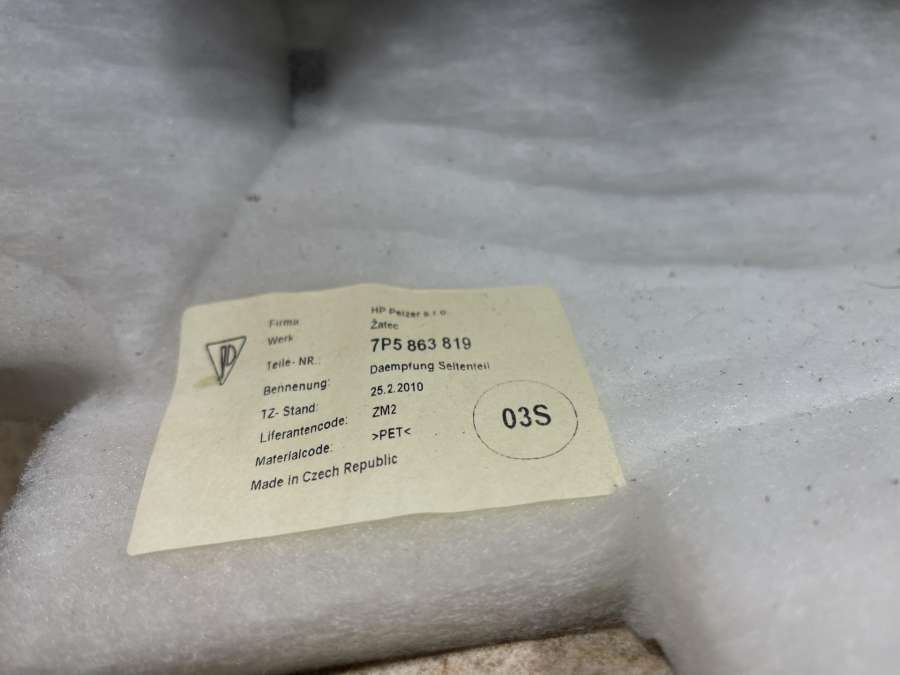 Firma HP Pelzer s.r.o.
Werk Žatec
Teile- NR.: 7P5 863 819
Bennenung: Daempfung Seitenteil
TZ- Stand: 25.2.2010
Liferantencode: ZM2
Materialcode: >PET<
Made in Czech Republic
03S